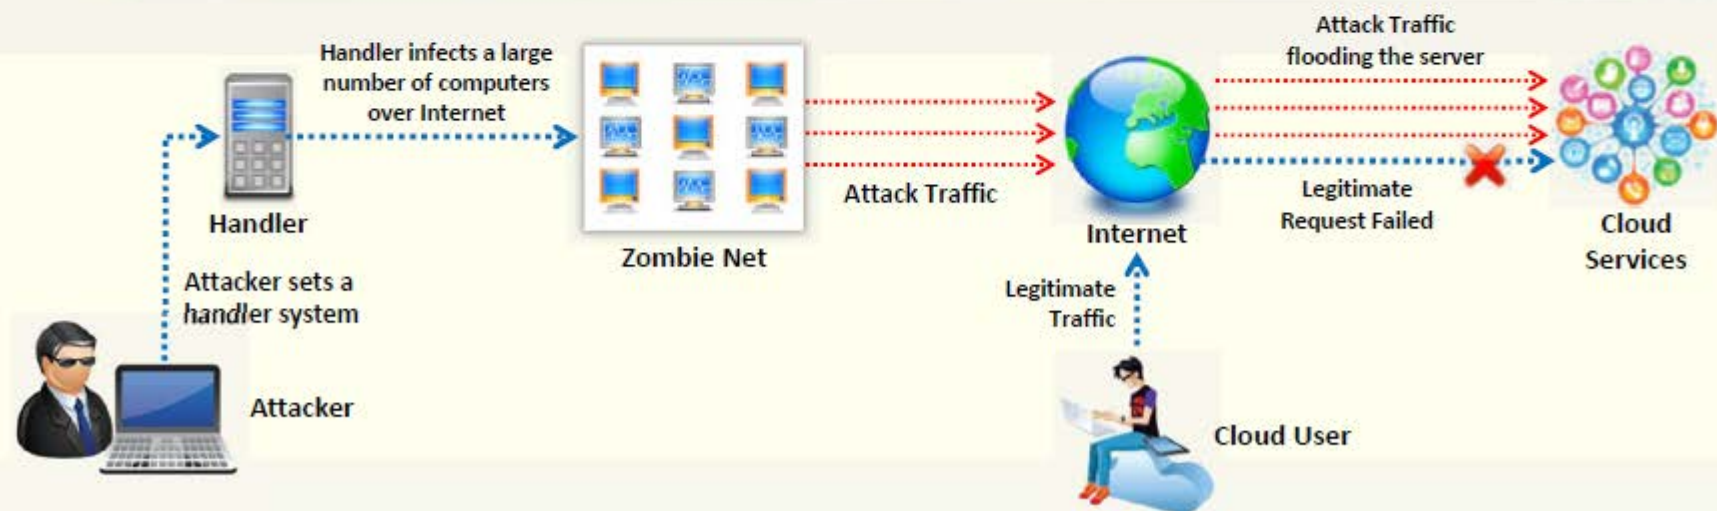 Handler infects a large
number of computers
over Internet
Handler
Attacker sets a
handler system
Attacker
Zombie Net
Attack Traffic
Internet
Legitimate
Traffic
Cloud User
Attack Traffic
flooding the server
Legitimate
Request Failed
Cloud
Services